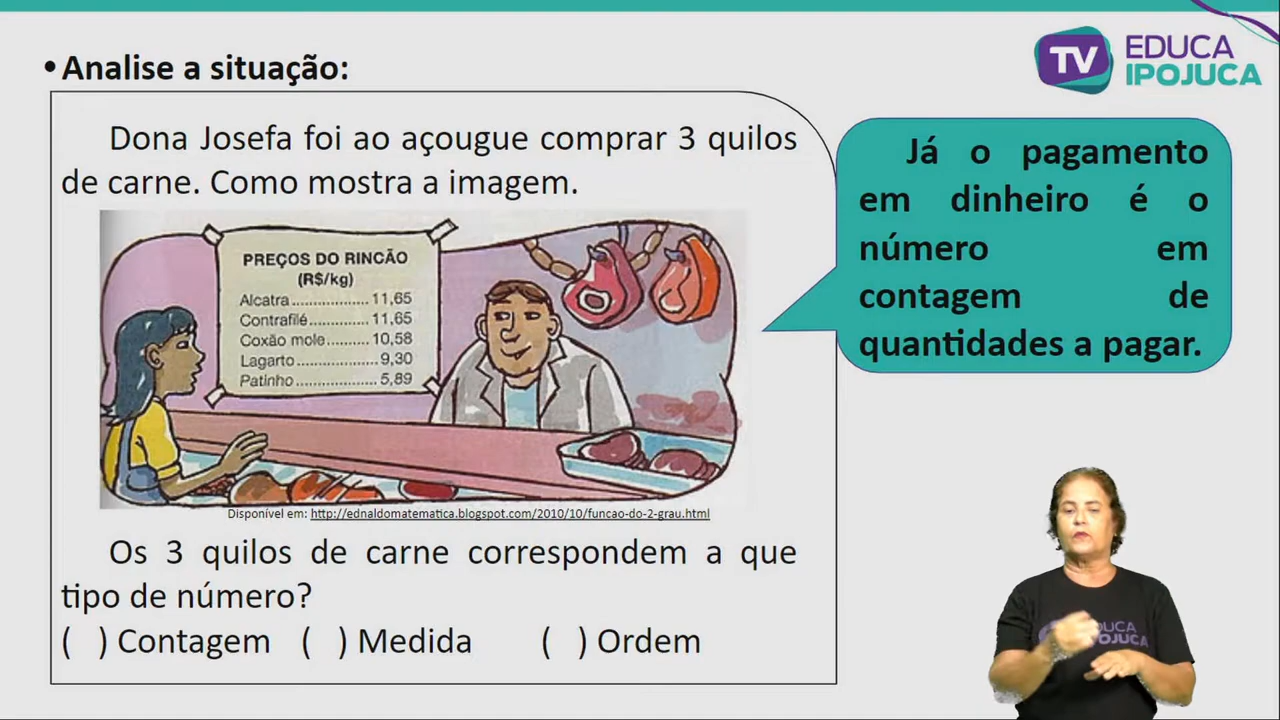 • Analise a situação:
TV EDUCA
IPOJUCA
Dona Josefa foi ao açougue comprar 3 quilos
de carne. Como mostra a imagem.
PREÇOS DO RINCÃO
(R$/kg)
Alcatra................... 11,65
Contrafilé............... 11,65
Coxão mole.......... 10,58
Lagarto ................... 9,30
Patinho ................... 5,89
Disponível em: http://ednaldomatematica.blogspot.com/2010/10/funcao-do-2-grau.html
Os 3 quilos de carne correspondem a que
tipo de número?
( ) Contagem ( ) Medida ( ) Ordem
Já o pagamento
em dinheiro é o
número em
contagem de
quantidades a pagar.